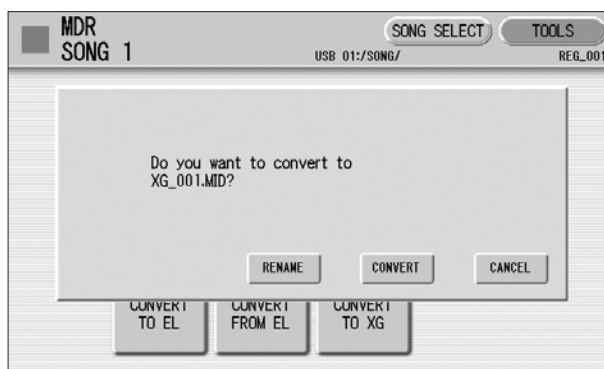 MDR
SONG 1
SONG SELECT
TOOLS
USB 01:/SONG/
REG_001
Do you want to convert to
XG_001.MID?
RENAME
CONVERT
CANCEL
CONVERT
TO EL
CONVERT
FROM EL
CONVERT
TO XG